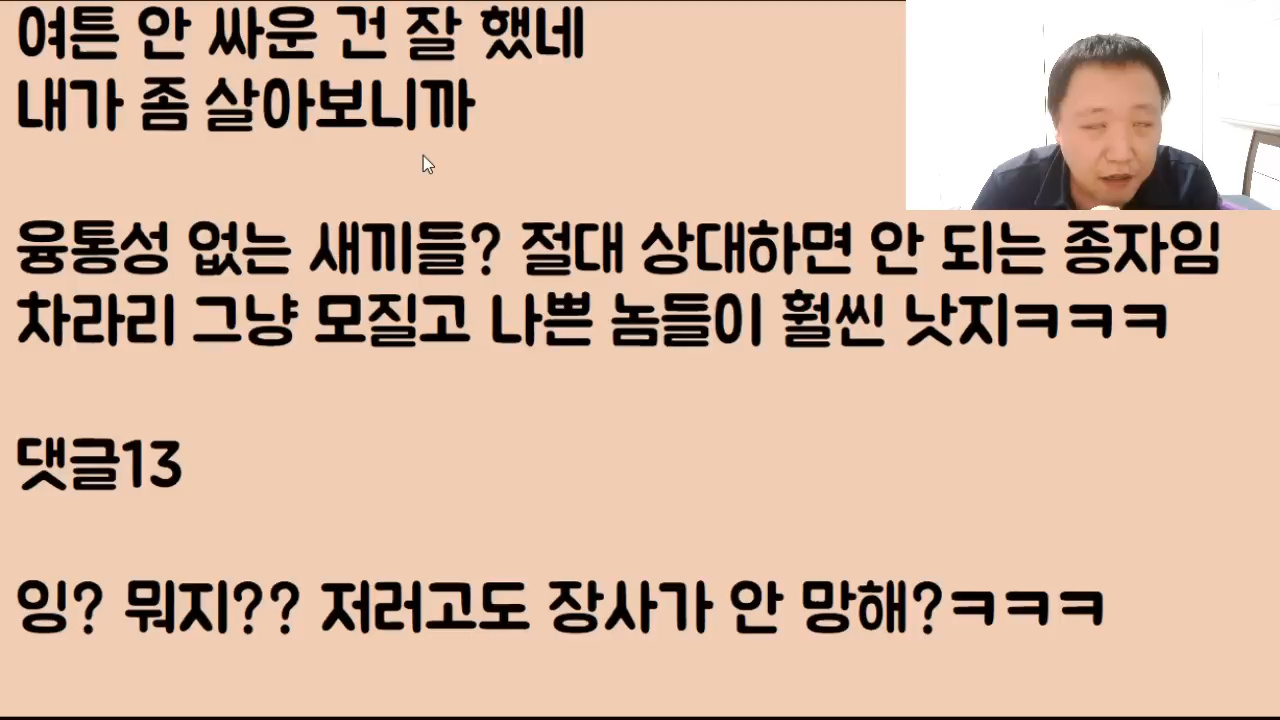 여튼 안 싸운 건 잘 했네
내가 좀 살아보니까
융통성 없는 새끼들? 절대 상대하면 안 되는 종자임
차라리 그냥 모질고 나쁜 놈들이 훨씬 낫지ㅋㅋㅋ
댓글13
잉? 뭐지?? 저러고도 장사가 안 망해?ㅋㅋㅋ